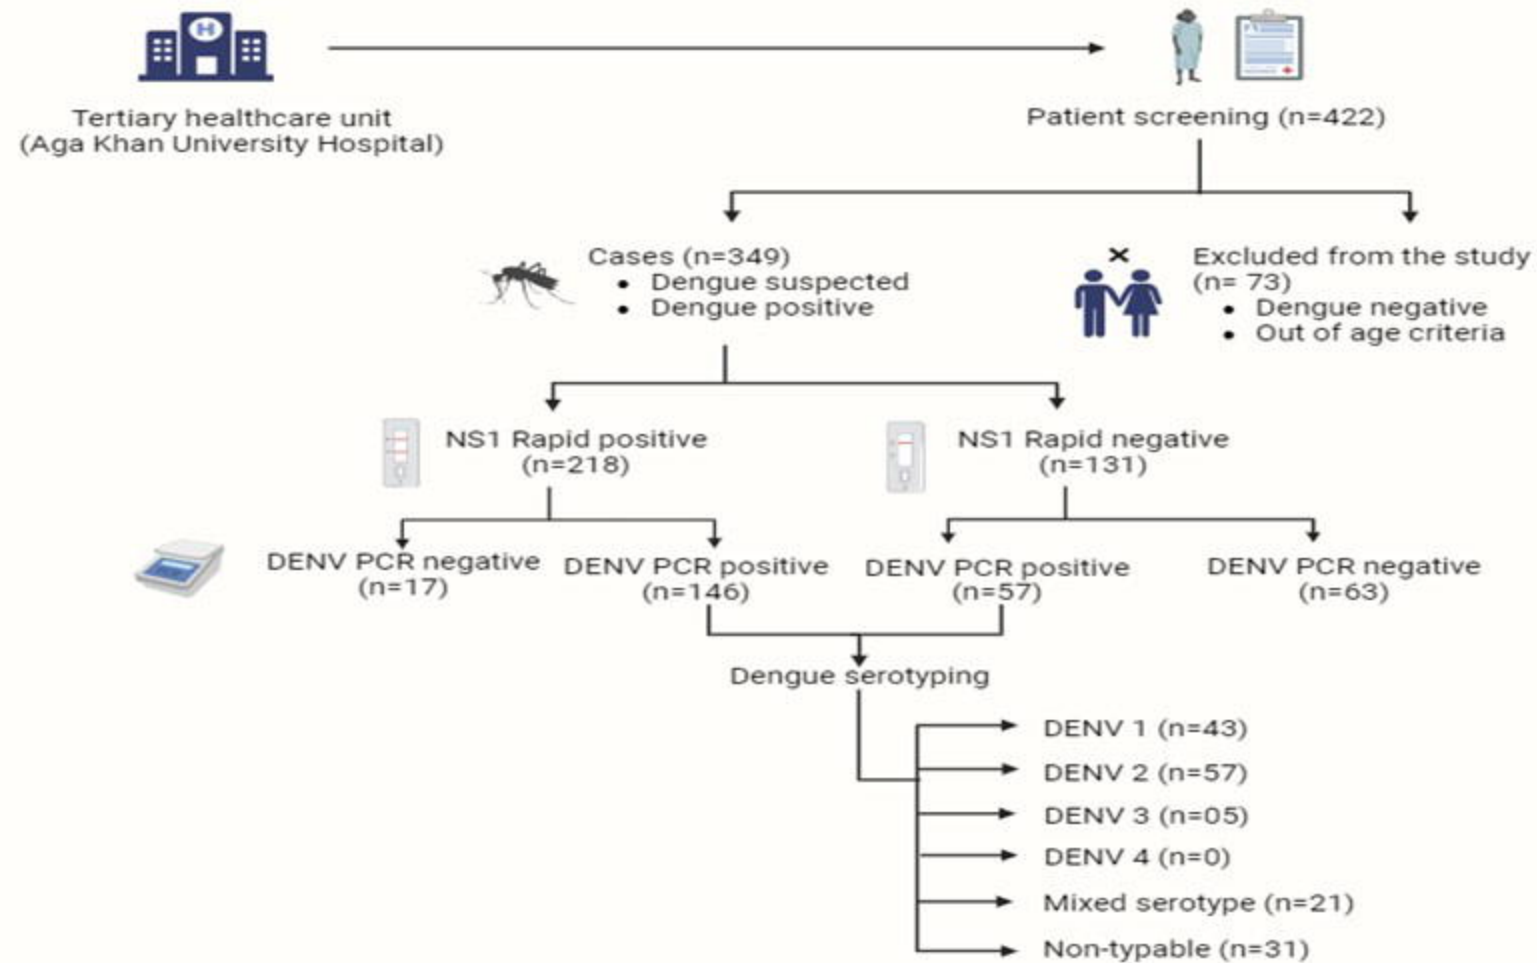 H
Tertiary healthcare unit
(Aga Khan University Hospital)
Patient screening (n=422)
Cases (n=349)
• Dengue suspected
• Dengue positive
Excluded from the study
(n= 73)
• Dengue negative
• Out of age criteria
NS1 Rapid positive
(n=218)
NS1 Rapid negative
(n=131)
DENV PCR negative
(n=17)
DENV PCR positive
(n=146)
DENV PCR positive
(n=57)
DENV PCR negative
(n=63)
Dengue serotyping
DENV 1 (n=43)
DENV 2 (n=57)
DENV 3 (n=05)
DENV 4 (n=0)
Mixed serotype (n=21)
Non-typable (n=31)